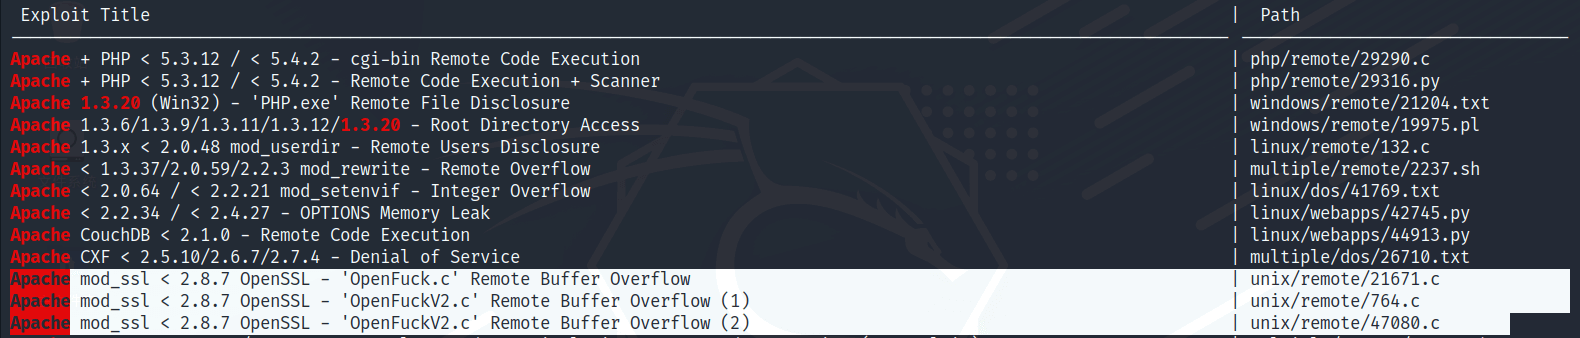 Exploit Title | Path
Apache + PHP < 5.3.12 / < 5.4.2 - cgi-bin Remote Code Execution | php/remote/29290.c
Apache + PHP < 5.3.12 / < 5.4.2 - Remote Code Execution + Scanner | php/remote/29316.py
Apache 1.3.20 (Win32) - 'PHP.exe' Remote File Disclosure | windows/remote/21204.txt
Apache 1.3.6/1.3.9/1.3.11/1.3.12/1.3.20 - Root Directory Access | windows/remote/19975.pl
Apache 1.3.x < 2.0.48 mod_userdir - Remote Users Disclosure | linux/remote/132.c
Apache < 1.3.37/2.0.59/2.2.3 mod_rewrite - Remote Overflow | multiple/remote/2237.sh
Apache < 2.0.64 / < 2.2.21 mod_setenvif - Integer Overflow | linux/dos/41769.txt
Apache < 2.2.34 / < 2.4.27 - OPTIONS Memory Leak | linux/webapps/42745.py
Apache CouchDB < 2.1.0 - Remote Code Execution | linux/webapps/44913.py
Apache CXF < 2.5.10/2.6.7/2.7.4 - Denial of Service | multiple/dos/26710.txt
Apache mod_ssl < 2.8.7 OpenSSL - 'OpenFuck.c' Remote Buffer Overflow | unix/remote/21671.c
Apache mod_ssl < 2.8.7 OpenSSL - 'OpenFuckV2.c' Remote Buffer Overflow (1) | unix/remote/764.c
Apache mod_ssl < 2.8.7 OpenSSL - 'OpenFuckV2.c' Remote Buffer Overflow (2) | unix/remote/47080.c